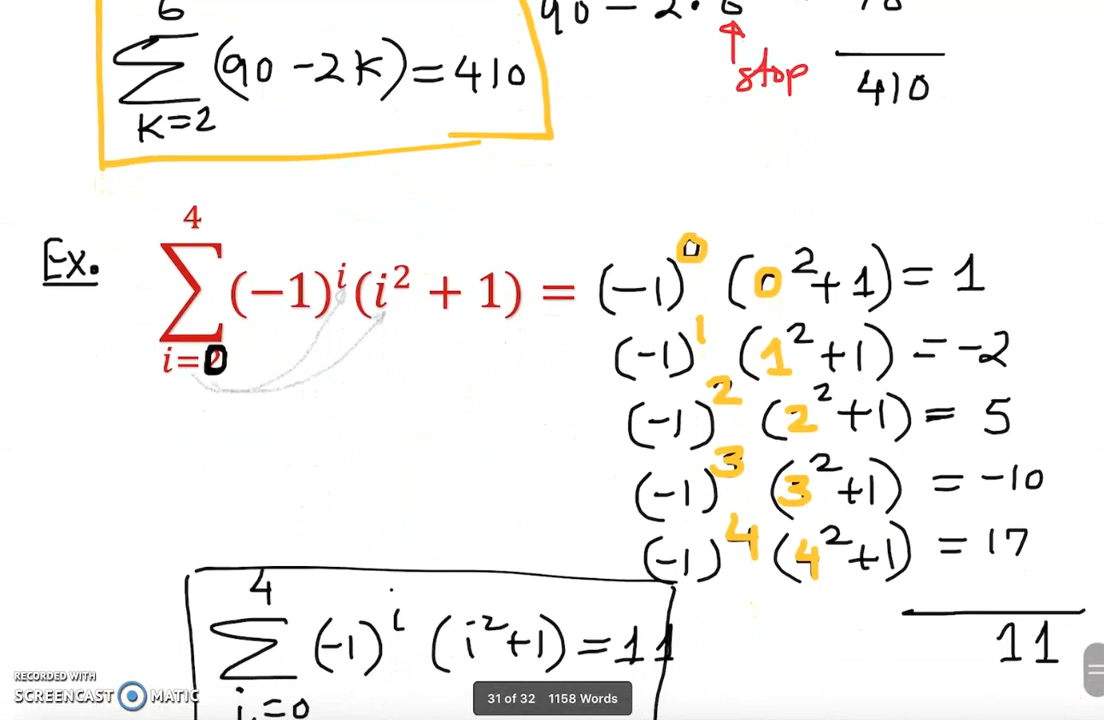 6
∑ (90 - 2K) = 410
K=2
90 - 2·6
stop
410
Ex.
4
∑ (-1)^i (i² + 1) = (-1)^0 (0²+1) = 1
i=0
(-1)^1 (1²+1) = -2
(-1)^2 (2²+1) = 5
(-1)^3 (3²+1) = -10
(-1)^4 (4²+1) = 17
11
4
∑ (-1)^i (i²+1) = 11
i=0
RECORDED WITH
SCREENCAST MATIC
31 of 32 1158 Words